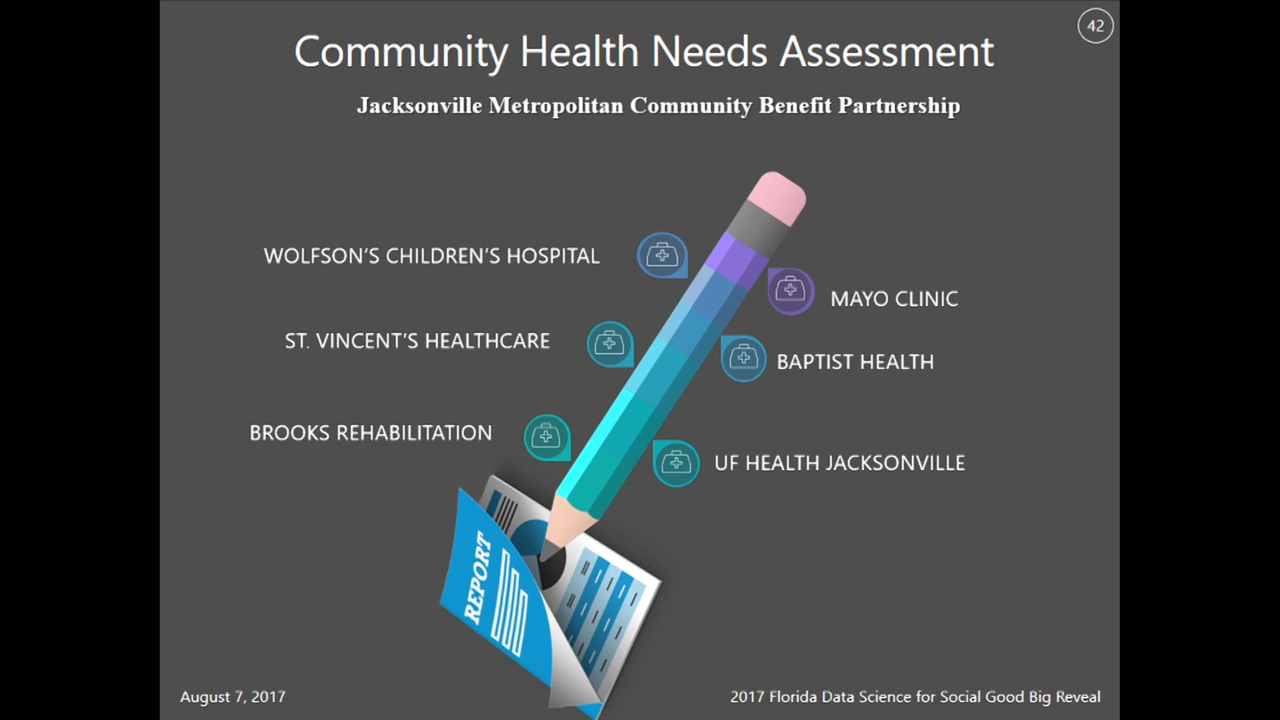 42
Community Health Needs Assessment
Jacksonville Metropolitan Community Benefit Partnership
WOLFSON'S CHILDREN'S HOSPITAL
MAYO CLINIC
ST. VINCENT'S HEALTHCARE
BAPTIST HEALTH
BROOKS REHABILITATION
UF HEALTH JACKSONVILLE
REPORT
August 7, 2017
2017 Florida Data Science for Social Good Big Reveal